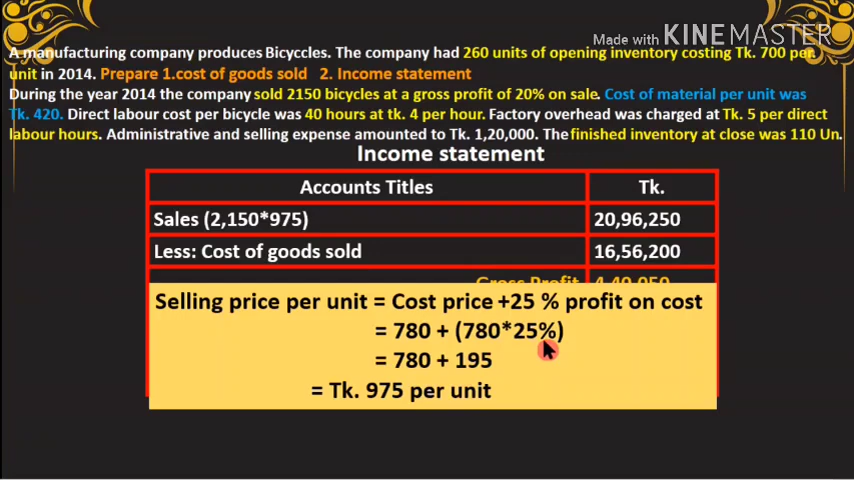 Made with KINEMASTER
A manufacturing company produces Bicyccles. The company had 260 units of opening inventory costing Tk. 700 per
unit in 2014. Prepare 1.cost of goods sold 2. Income statement
During the year 2014 the company sold 2150 bicycles at a gross profit of 20% on sale. Cost of material per unit was
Tk. 420. Direct labour cost per bicycle was 40 hours at tk. 4 per hour. Factory overhead was charged at Tk. 5 per direct
labour hours. Administrative and selling expense amounted to Tk. 1,20,000. The finished inventory at close was 110 Un.
Income statement
Accounts Titles Tk.
Sales (2,150*975) 20,96,250
Less: Cost of goods sold 16,56,200
Gross Profit 4,40,050
Selling price per unit = Cost price +25 % profit on cost
= 780 + (780*25%)
= 780 + 195
= Tk. 975 per unit